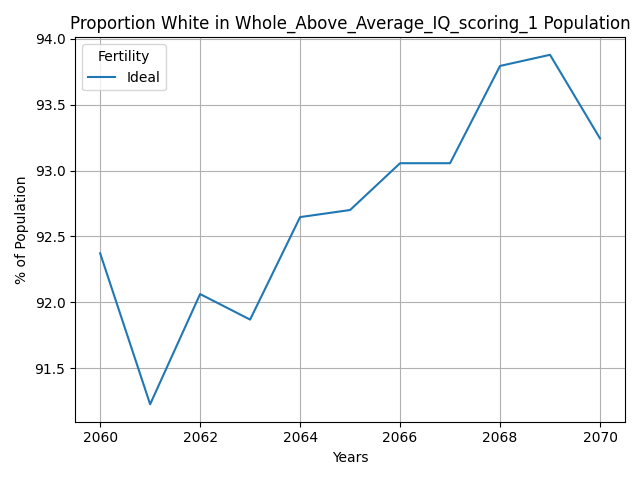 Proportion White in Whole_Above_Average_IQ_scoring_1 Population
Fertility
Ideal
94.0
93.5
93.0
92.5
92.0
91.5
% of Population
2060
2062
2064
2066
2068
2070
Years